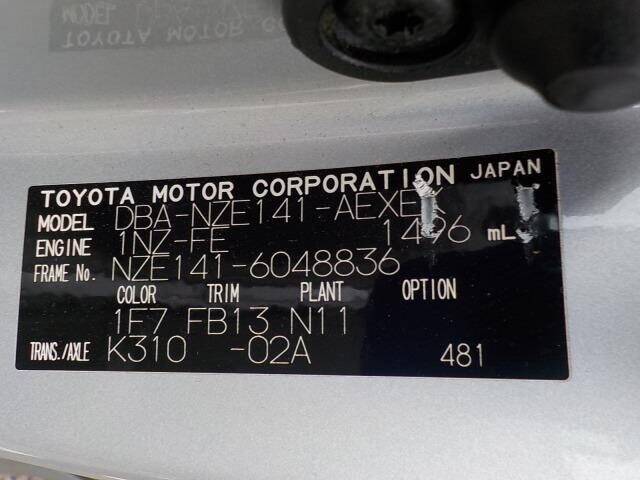 TOYOTA MOTOR CORPORATION JAPAN
MODEL DBA-NZE141-AEXEK
ENGINE 1NZ-FE 1496 mL
FRAME No. NZE141-6048836
COLOR TRIM PLANT OPTION
1F7 FB13 N11
TRANS./AXLE K310 -02A 481